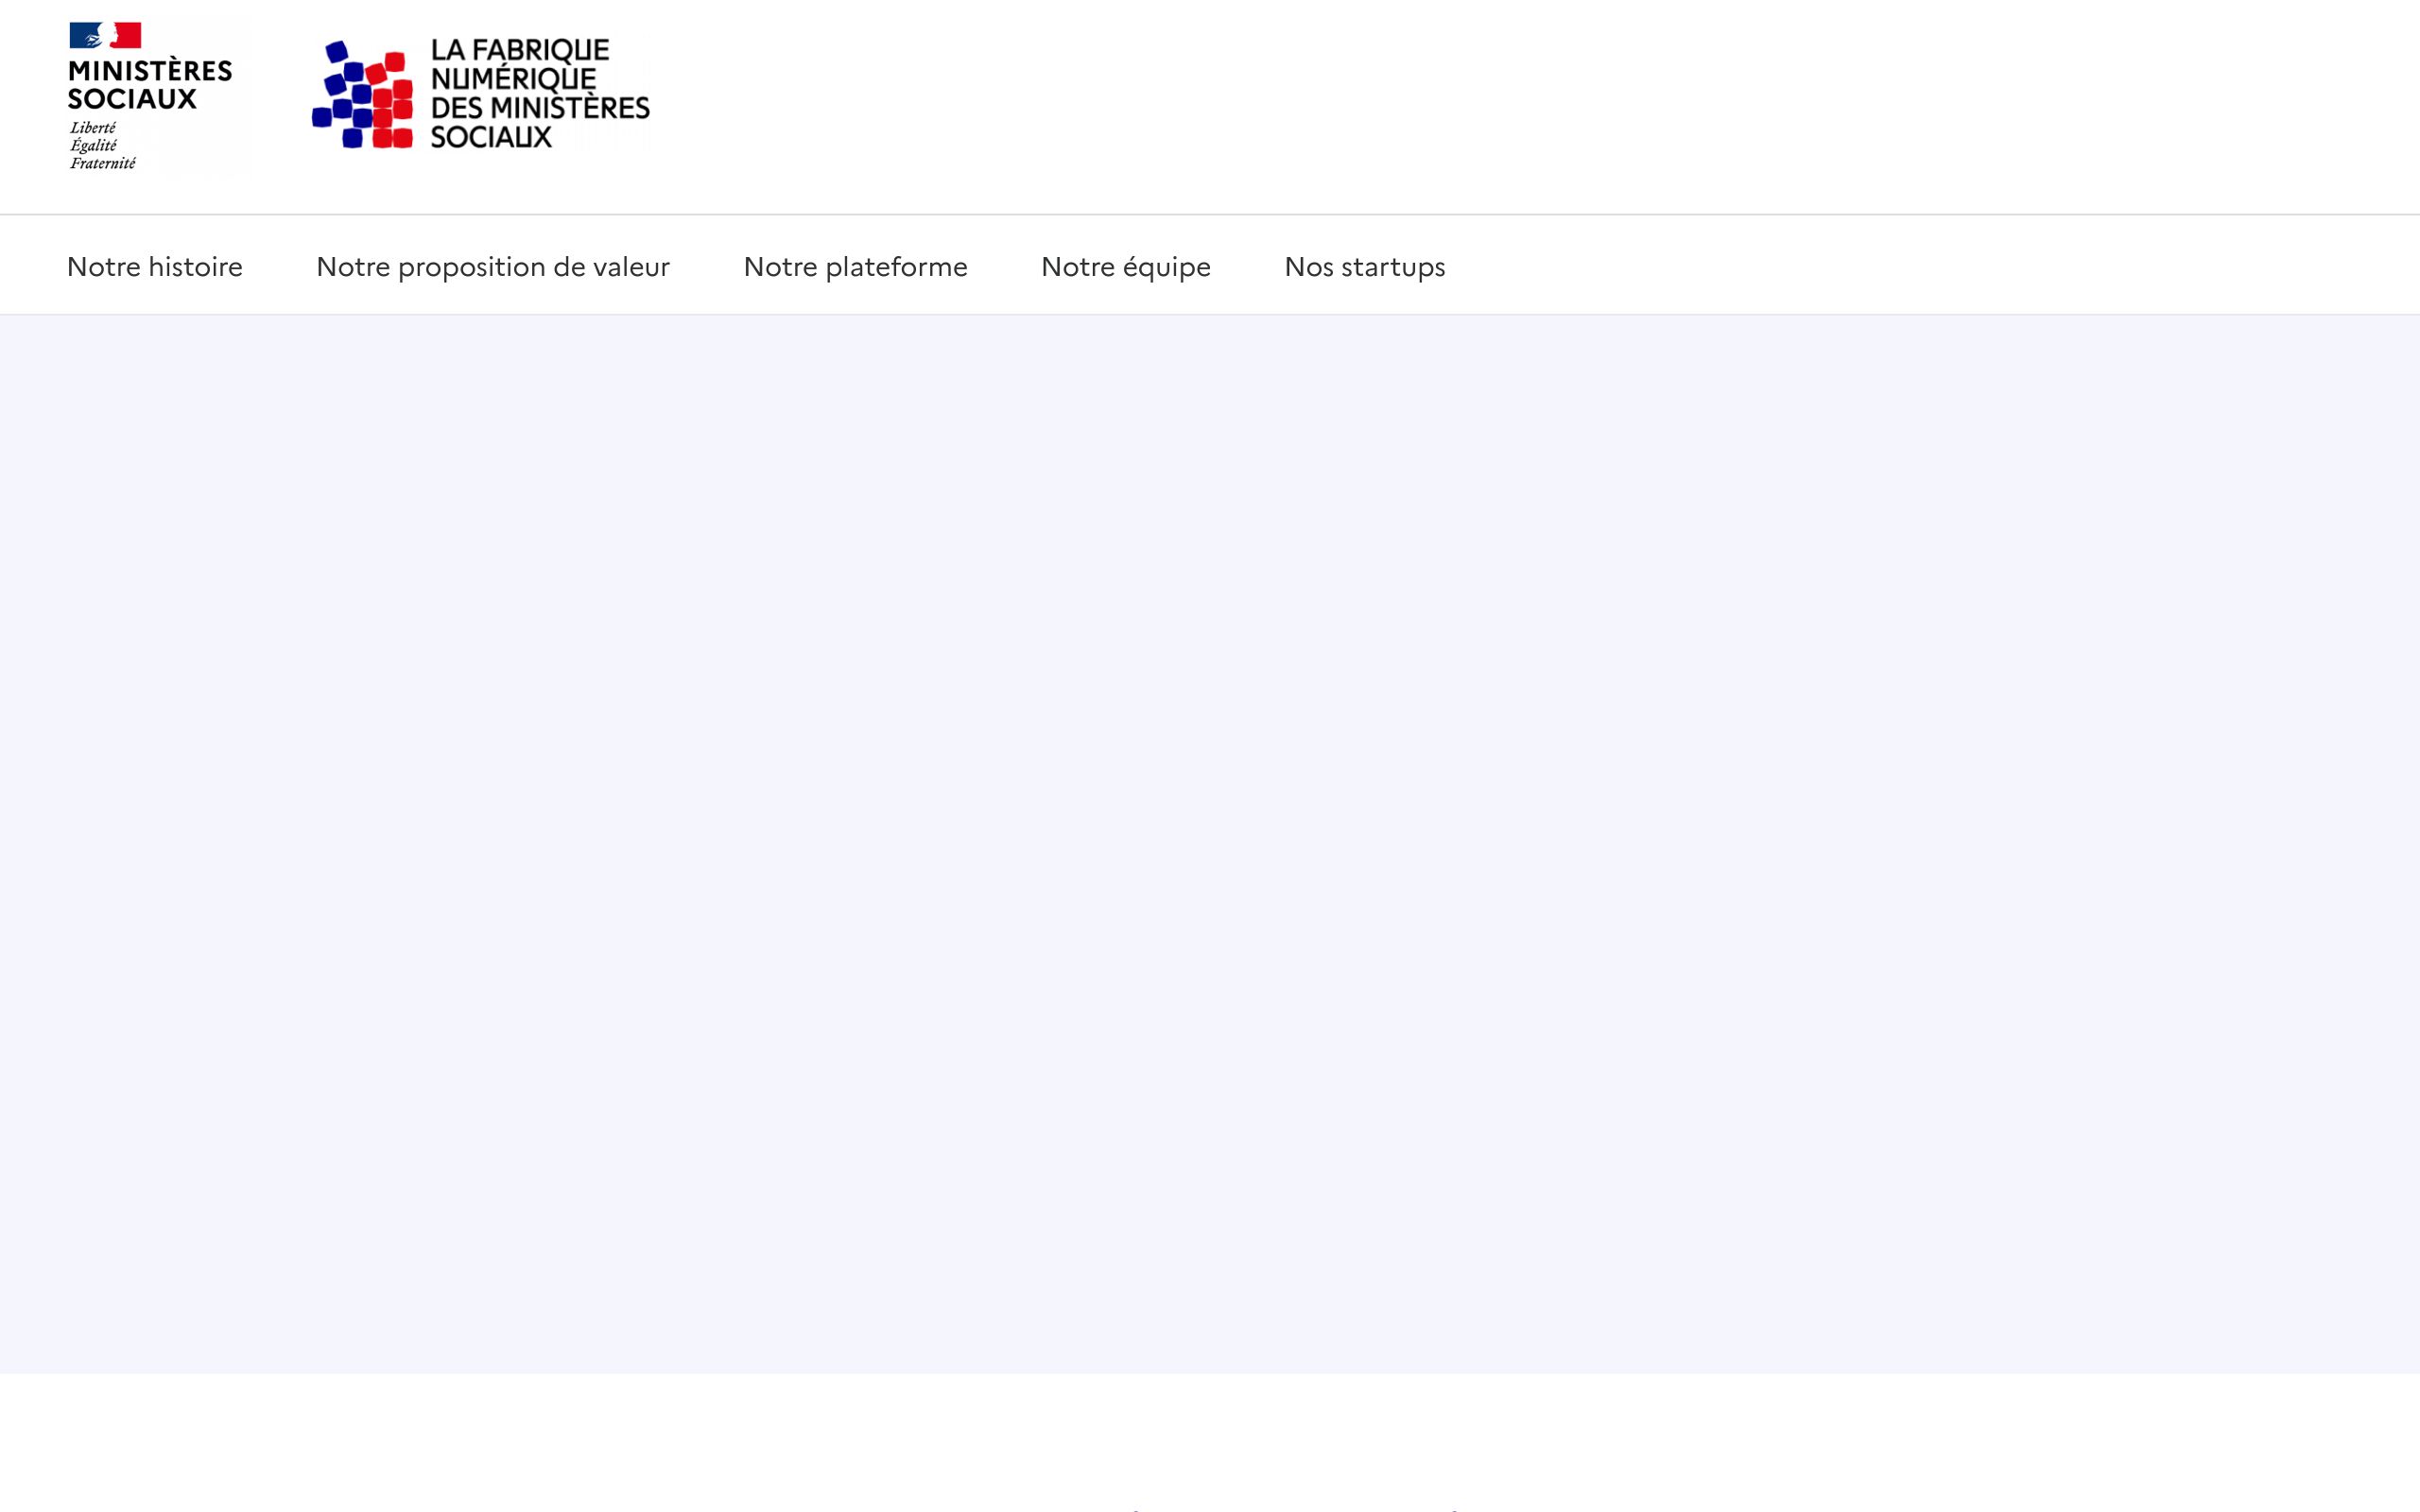 MINISTÈRES
SOCIAUX
Liberté
Égalité
Fraternité
LA FABRIQUE
NUMÉRIQUE
DES MINISTÈRES
SOCIAUX
Notre histoire
Notre proposition de valeur
Notre plateforme
Notre équipe
Nos startups